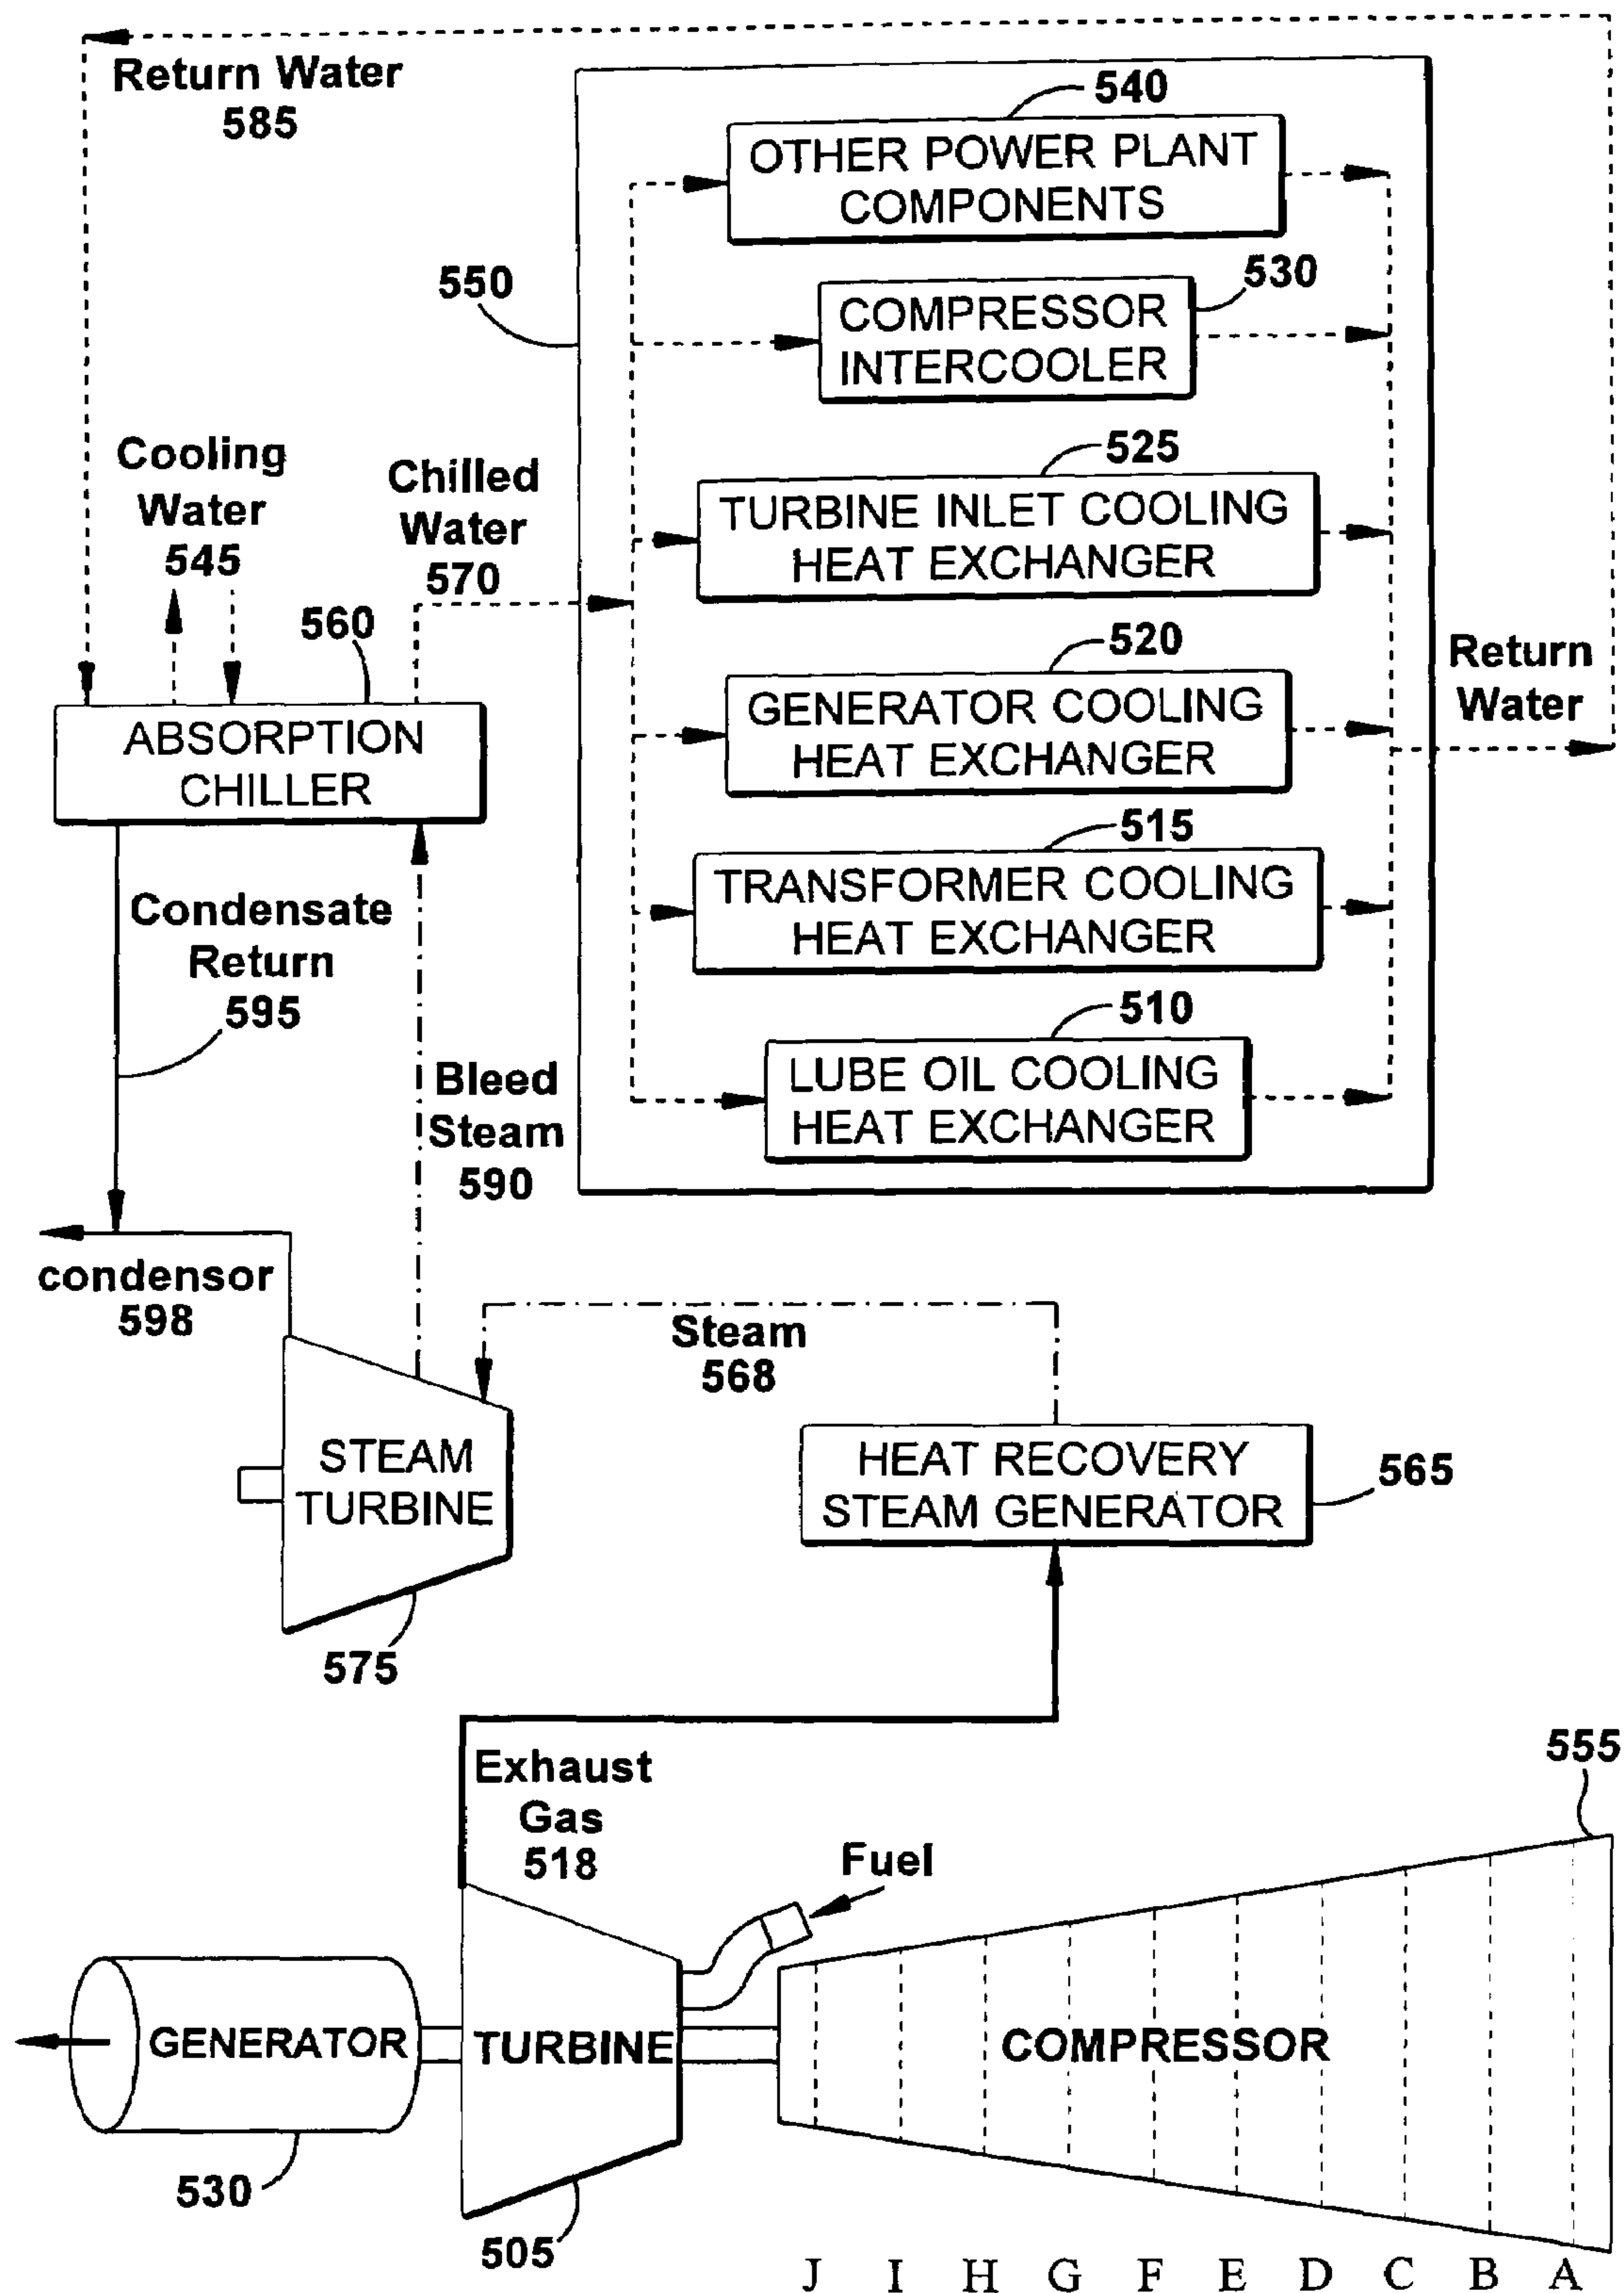 Return Water
585
540
OTHER POWER PLANT
COMPONENTS
550
530
COMPRESSOR
INTERCOOLER
Cooling
Water
545
Chilled
Water
570
525
TURBINE INLET COOLING
HEAT EXCHANGER
560
520
GENERATOR COOLING
HEAT EXCHANGER
Return
Water
ABSORPTION
CHILLER
515
TRANSFORMER COOLING
HEAT EXCHANGER
Condensate
Return
595
510
LUBE OIL COOLING
HEAT EXCHANGER
Bleed
Steam
590
condensor
598
Steam
568
STEAM
TURBINE
575
HEAT RECOVERY
STEAM GENERATOR
565
Exhaust
Gas
518
Fuel
555
GENERATOR
TURBINE
COMPRESSOR
530
505
J I H G F E D C B A